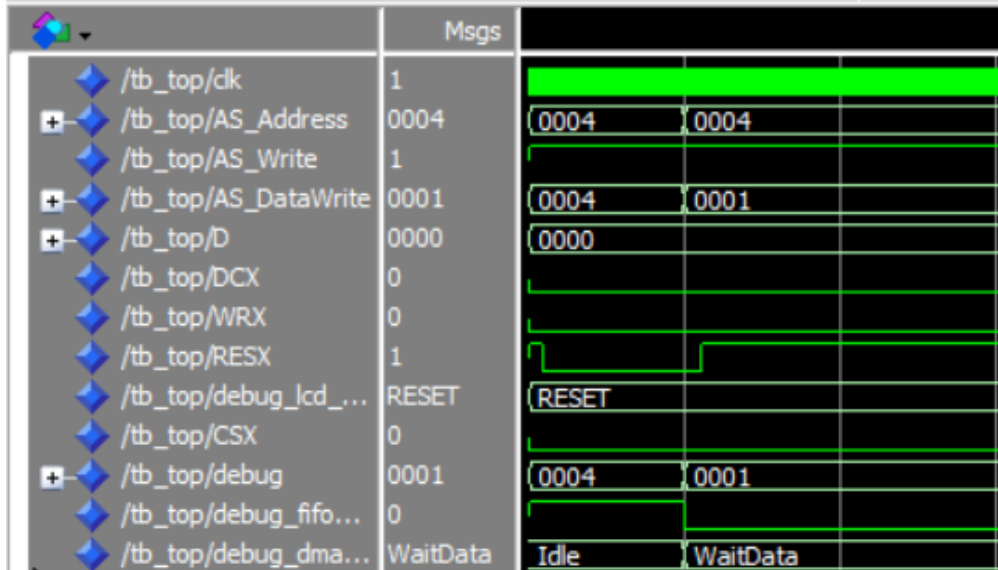 Msgs
/tb_top/clk 1
/tb_top/AS_Address 0004 0004 0004
/tb_top/AS_Write 1
/tb_top/AS_DataWrite 0001 0004 0001
/tb_top/D 0000 0000
/tb_top/DCX 0
/tb_top/WRX 0
/tb_top/RESX 1
/tb_top/debug_lcd_... RESET RESET
/tb_top/CSX 0
/tb_top/debug 0001 0004 0001
/tb_top/debug_fifo... 0
/tb_top/debug_dma... WaitData Idle WaitData